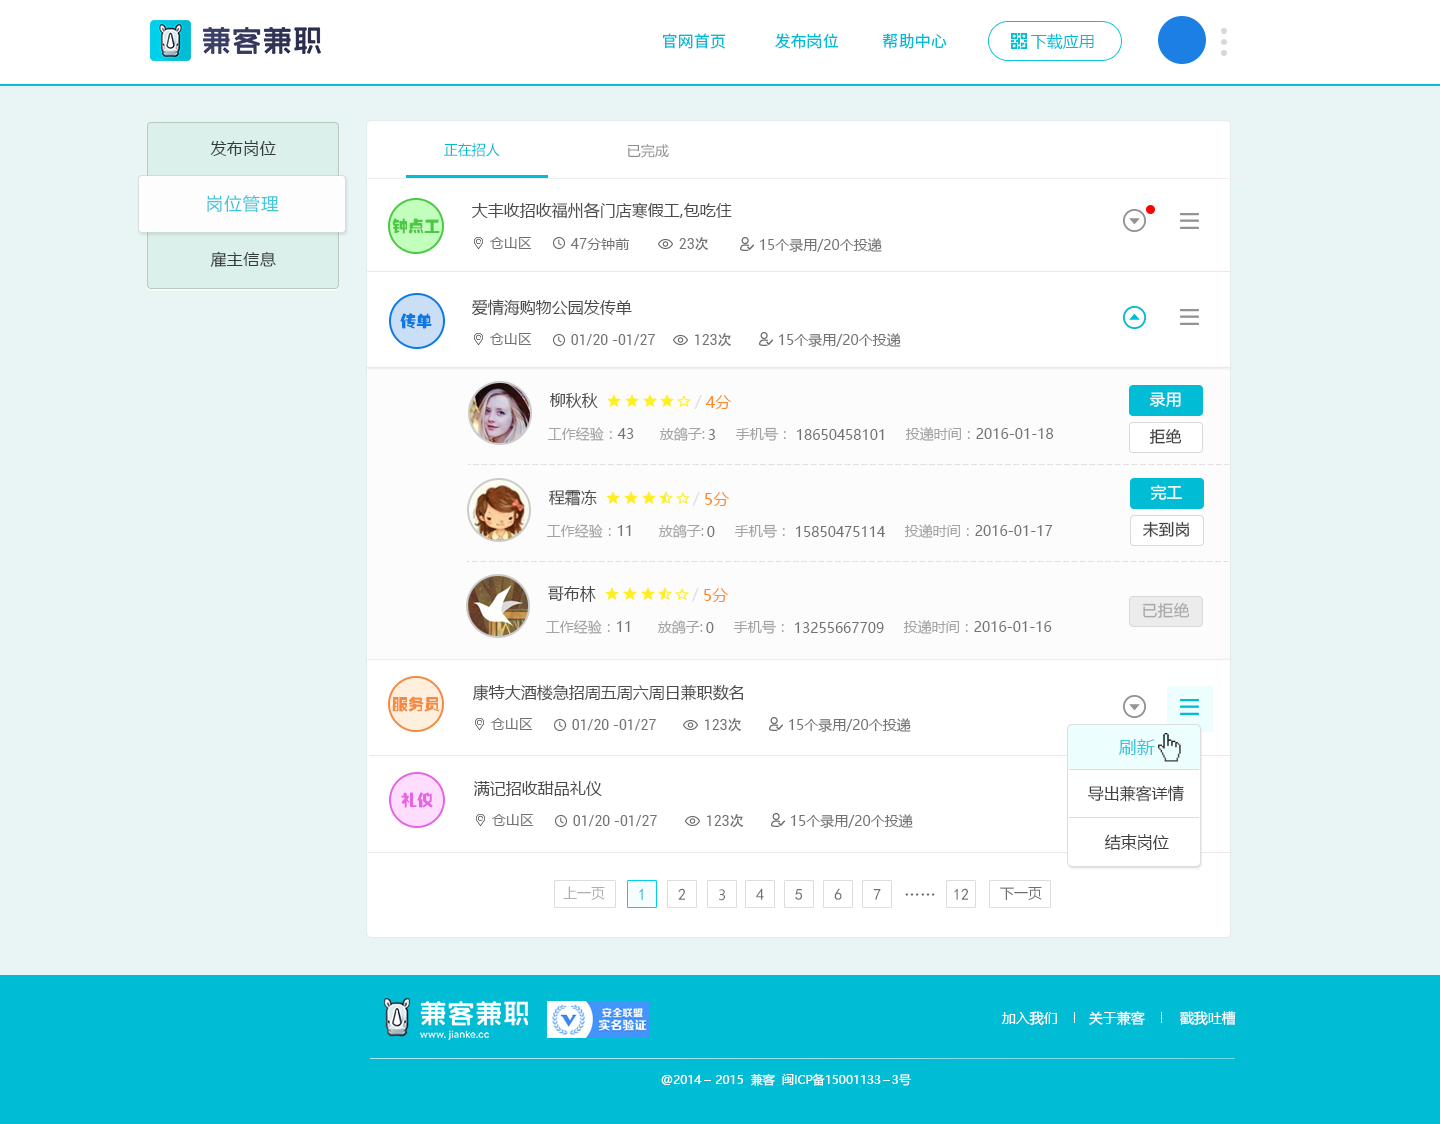 兼客兼职 官网首页 发布岗位 帮助中心 下载应用
发布岗位
岗位管理
雇主信息
正在招人 已完成
钟点工 大丰收招收福州各门店寒假工,包吃住
仓山区 47分钟前 23次 15个录用/20个投递
传单 爱情海购物公园发传单
仓山区 01/20 -01/27 123次 15个录用/20个投递
柳秋秋 / 4分 录用
工作经验：43 放鸽子: 3 手机号： 18650458101 投递时间：2016-01-18 拒绝
程霜冻 / 5分 完工
工作经验：11 放鸽子: 0 手机号： 15850475114 投递时间：2016-01-17 未到岗
哥布林 / 5分
工作经验：11 放鸽子: 0 手机号： 13255667709 投递时间：2016-01-16 已拒绝
服务员 康特大酒楼急招周五周六周日兼职数名
仓山区 01/20 -01/27 123次 15个录用/20个投递
刷新
导出兼客详情
结束岗位
礼仪 满记招收甜品礼仪
仓山区 01/20 -01/27 123次 15个录用/20个投递
上一页 1 2 3 4 5 6 7 …… 12 下一页
兼客兼职 安全联盟 加入我们 关于兼客 戳我吐槽
www.jianke.cc 实名验证
@2014 – 2015 兼客 闽ICP备15001133 – 3号